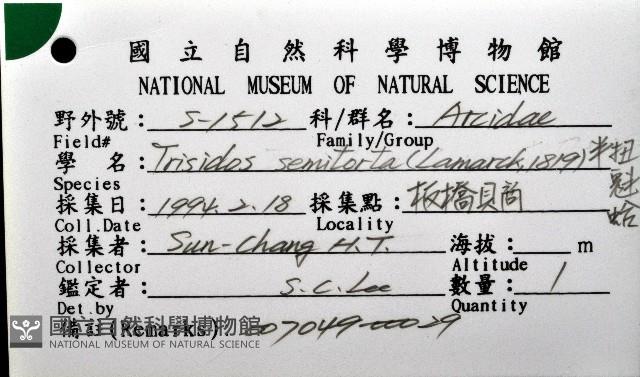 國立自然科學博物館
NATIONAL MUSEUM OF NATURAL SCIENCE
野外號: S-1512 科/群名: Arcidae
Field# Family/Group
學 名: Trisidos semitorta (Lamarck, 1819) 半扭魁蛤
Species
採集日: 1994.2.18 採集點: 板橋貝商
Coll.Date Locality
採集者: Sun-Chang H.T. 海拔: m
Collector Altitude
鑑定者: S.C. Lee 數量: 1
Det.by Quantity
備註(Remarks): 007049-00029
國立自然科學博物館
NATIONAL MUSEUM OF NATURAL SCIENCE